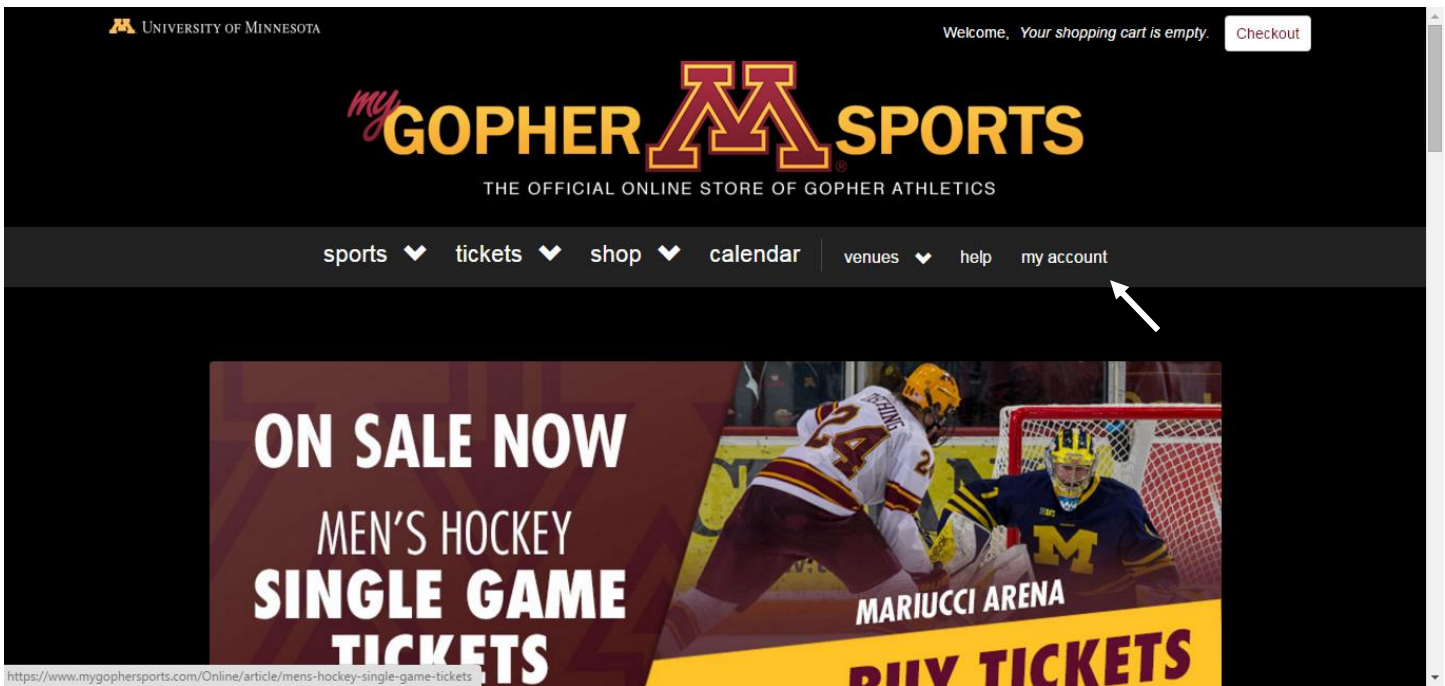 UNIVERSITY OF MINNESOTA
Welcome, Your shopping cart is empty. Checkout
my GOPHER M SPORTS ®
THE OFFICIAL ONLINE STORE OF GOPHER ATHLETICS
sports tickets shop calendar venues help my account
ON SALE NOW
MEN'S HOCKEY
SINGLE GAME
TICKETS
24
M
MARIUCCI ARENA
BUY TICKETS
https://www.mygophersports.com/Online/article/mens-hockey-single-game-tickets